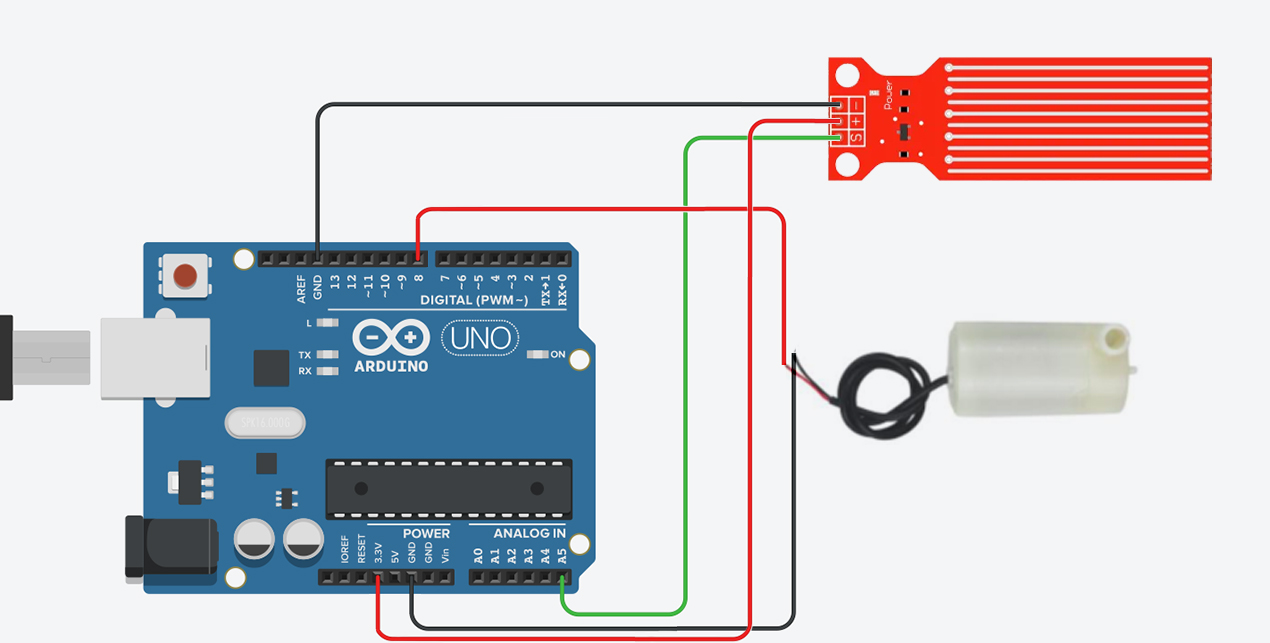 -
+
S
Power
AREF
GND
13
12
~11
~10
~9
8
7
~6
~5
4
~3
2
TX→1
RX←0
DIGITAL (PWM~)
L
TX
RX
UNO
ARDUINO
ON
POWER
ANALOG IN
IOREF
RESET
3.3V
5V
GND
GND
Vin
A0
A1
A2
A3
A4
A5